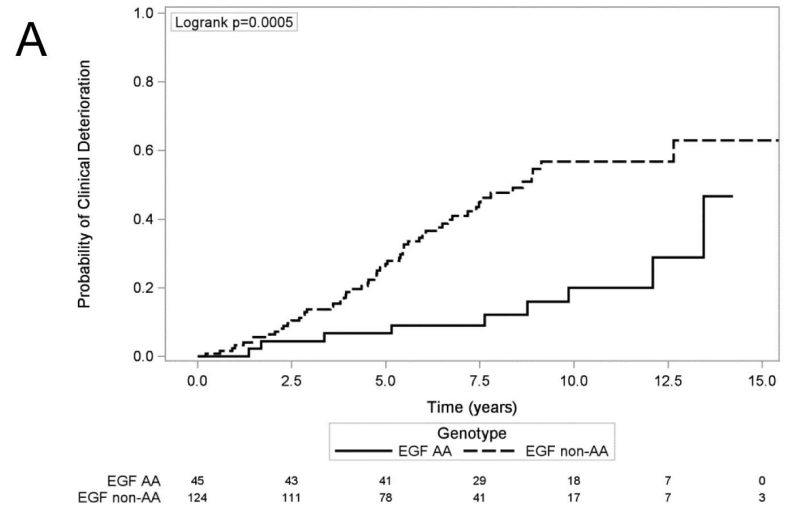 A
Logrank p=0.0005
Probability of Clinical Deterioration
1.0
0.8
0.6
0.4
0.2
0.0
0.0 2.5 5.0 7.5 10.0 12.5 15.0
Time (years)
Genotype
EGF AA EGF non-AA
EGF AA 45 43 41 29 18 7 0
EGF non-AA 124 111 78 41 17 7 3